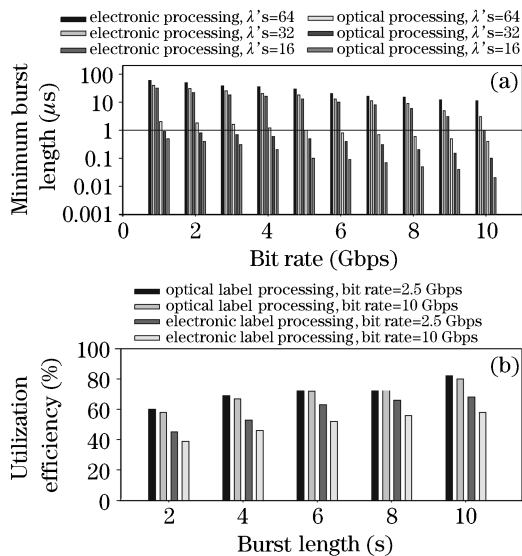 electronic processing, λ's=64
optical processing, λ's=64
electronic processing, λ's=32
optical processing, λ's=32
electronic processing, λ's=16
optical processing, λ's=16
Minimum burst
length (μs)
100
10
1
0.1
0.01
0.001
(a)
0 2 4 6 8 10
Bit rate (Gbps)
optical label processing, bit rate=2.5 Gbps
optical label processing, bit rate=10 Gbps
electronic label processing, bit rate=2.5 Gbps
electronic label processing, bit rate=10 Gbps
Utilization
efficiency (%)
100
80
60
40
20
0
(b)
2 4 6 8 10
Burst length (s)